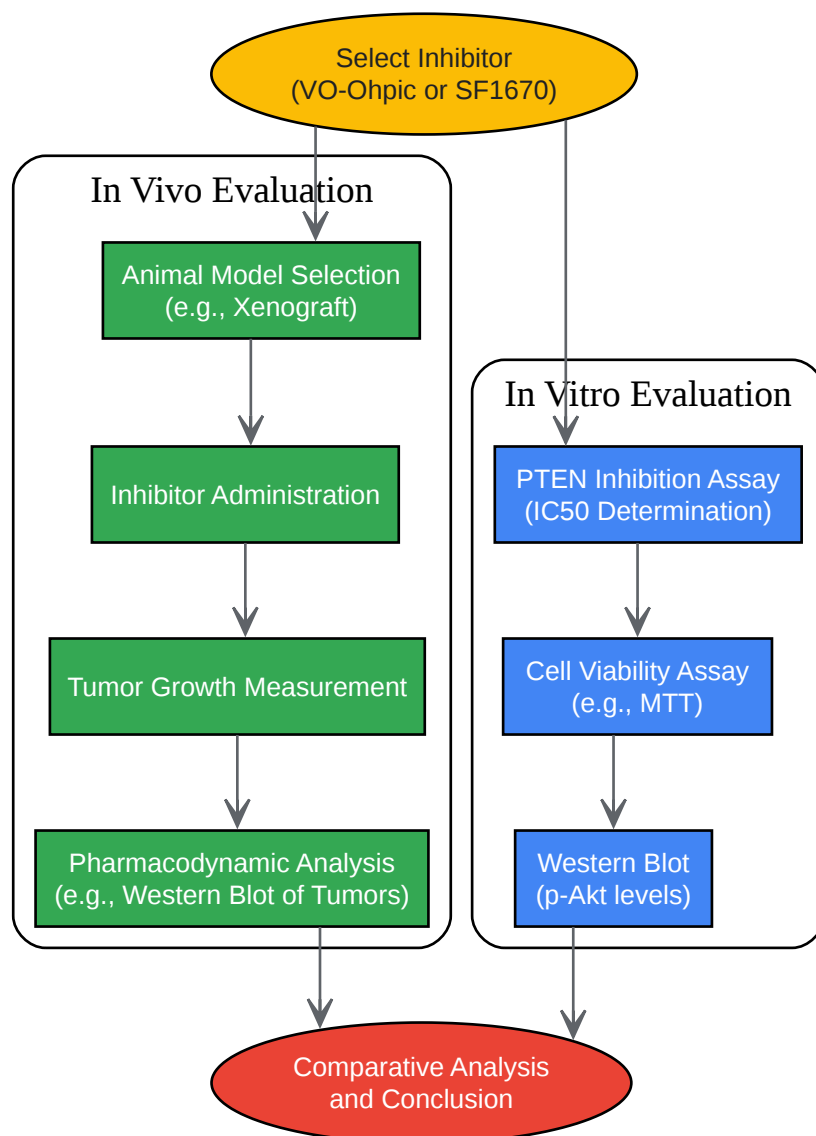 Select Inhibitor
(VO-Ohpic or SF1670)
In Vivo Evaluation
Animal Model Selection
(e.g., Xenograft)
Inhibitor Administration
Tumor Growth Measurement
Pharmacodynamic Analysis
(e.g., Western Blot of Tumors)
In Vitro Evaluation
PTEN Inhibition Assay
(IC50 Determination)
Cell Viability Assay
(e.g., MTT)
Western Blot
(p-Akt levels)
Comparative Analysis
and Conclusion